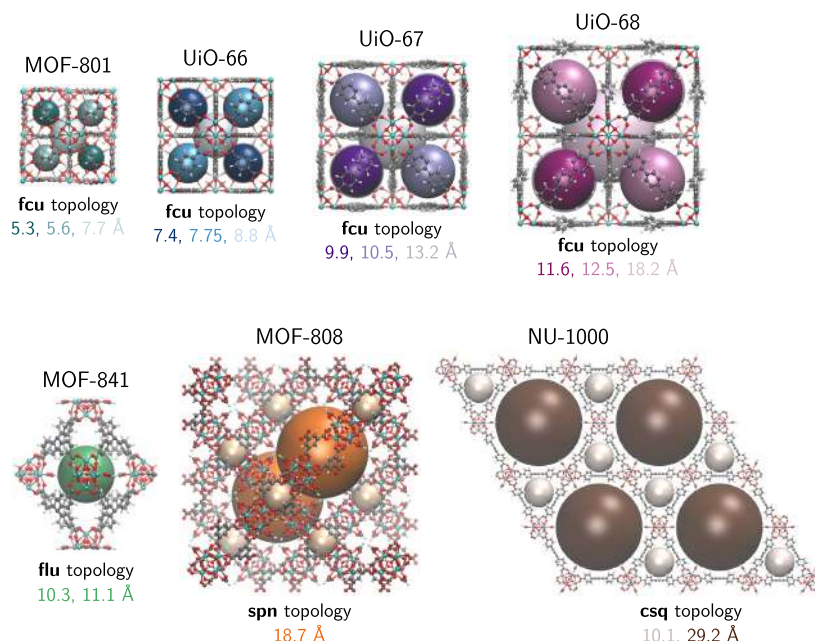 MOF-801
UiO-66
UiO-67
UiO-68
fcu topology
5.3, 5.6, 7.7 Å
fcu topology
7.4, 7.75, 8.8 Å
fcu topology
9.9, 10.5, 13.2 Å
fcu topology
11.6, 12.5, 18.2 Å
MOF-841
MOF-808
NU-1000
flu topology
10.3, 11.1 Å
spn topology
18.7 Å
csq topology
10.1, 29.2 Å